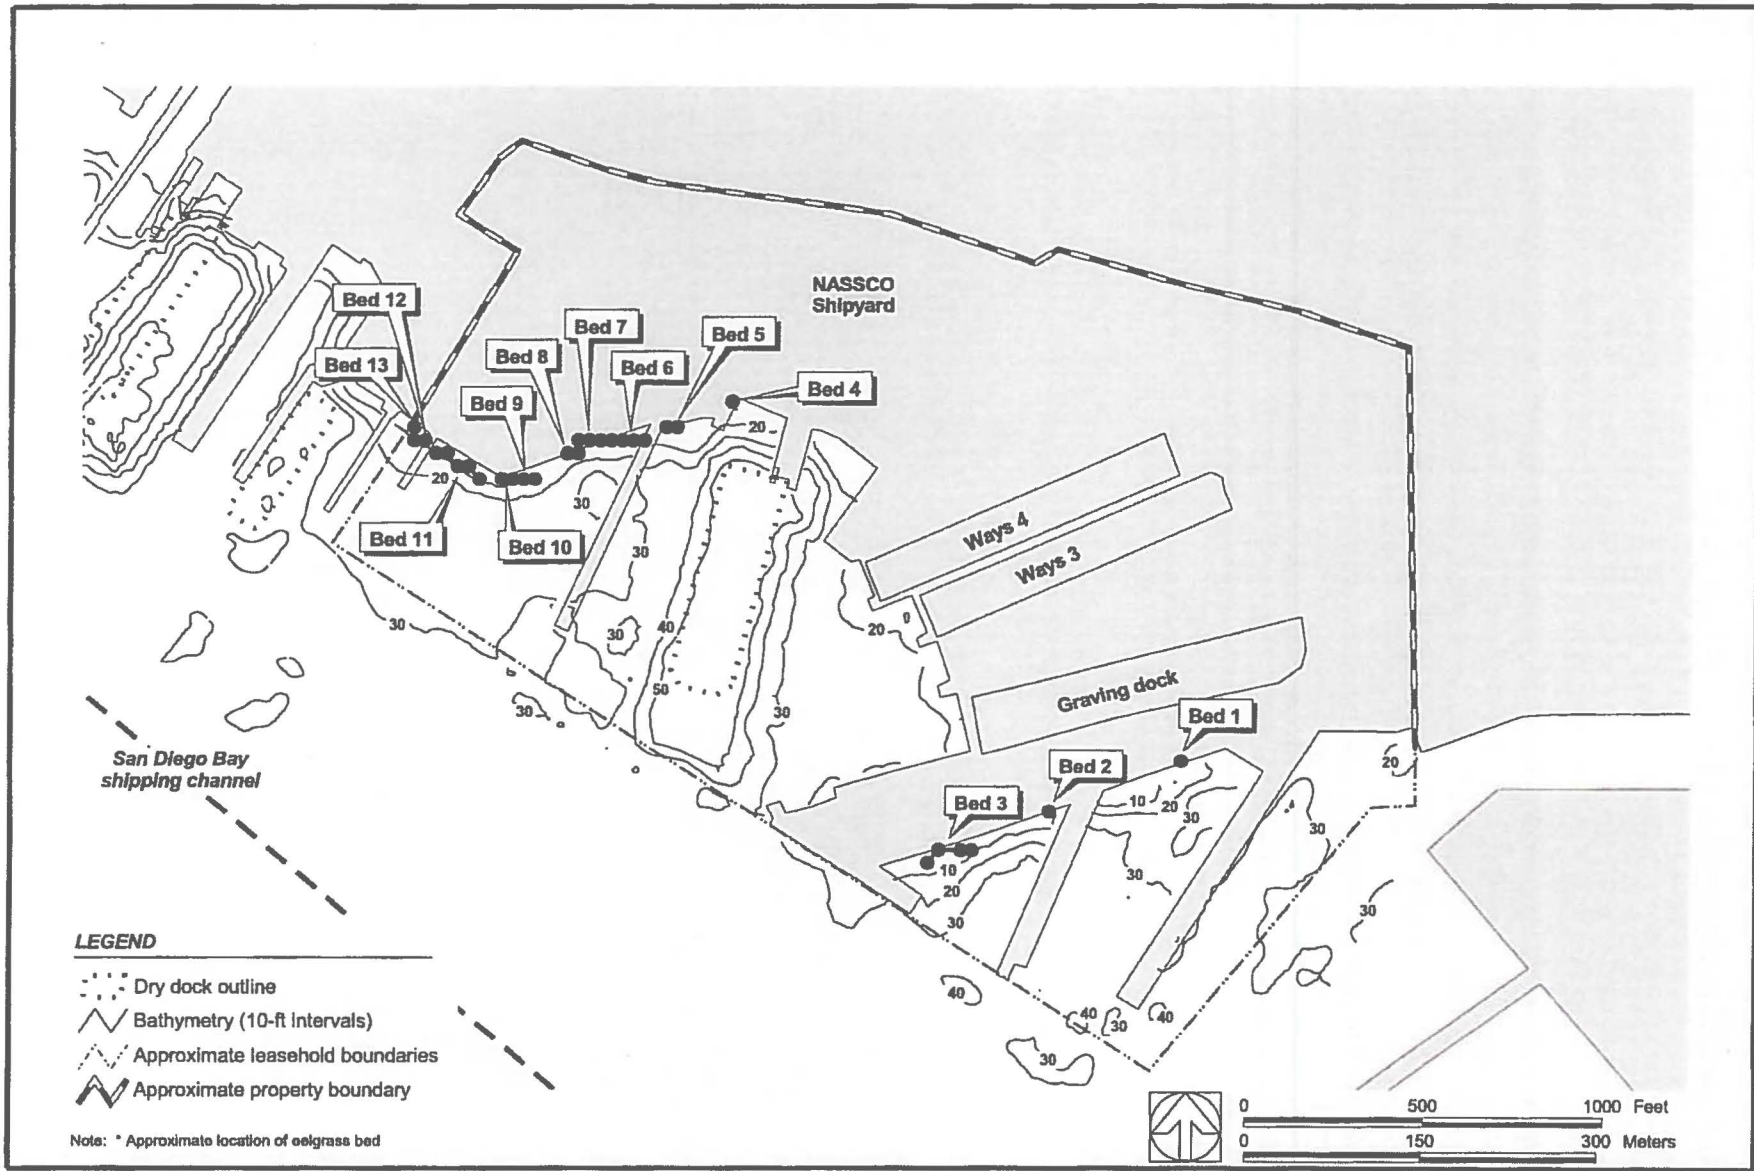 NASSCO
Shipyard
Bed 12
Bed 7
Bed 5
Bed 8
Bed 13
Bed 6
Bed 4
Bed 9
20
20
30
Bed 11
Bed 10
30
Ways 4
Ways 3
30
30
40
20
50
30
30
Graving dock
Bed 1
San Diego Bay
shipping channel
Bed 2
20
Bed 3
10
20
30
30
10
20
30
30
30
40
40
30
40
30
LEGEND
Dry dock outline
Bathymetry (10-ft intervals)
Approximate leasehold boundaries
Approximate property boundary
Note: * Approximate location of eelgrass bed
0 500 1000 Feet
0 150 300 Meters